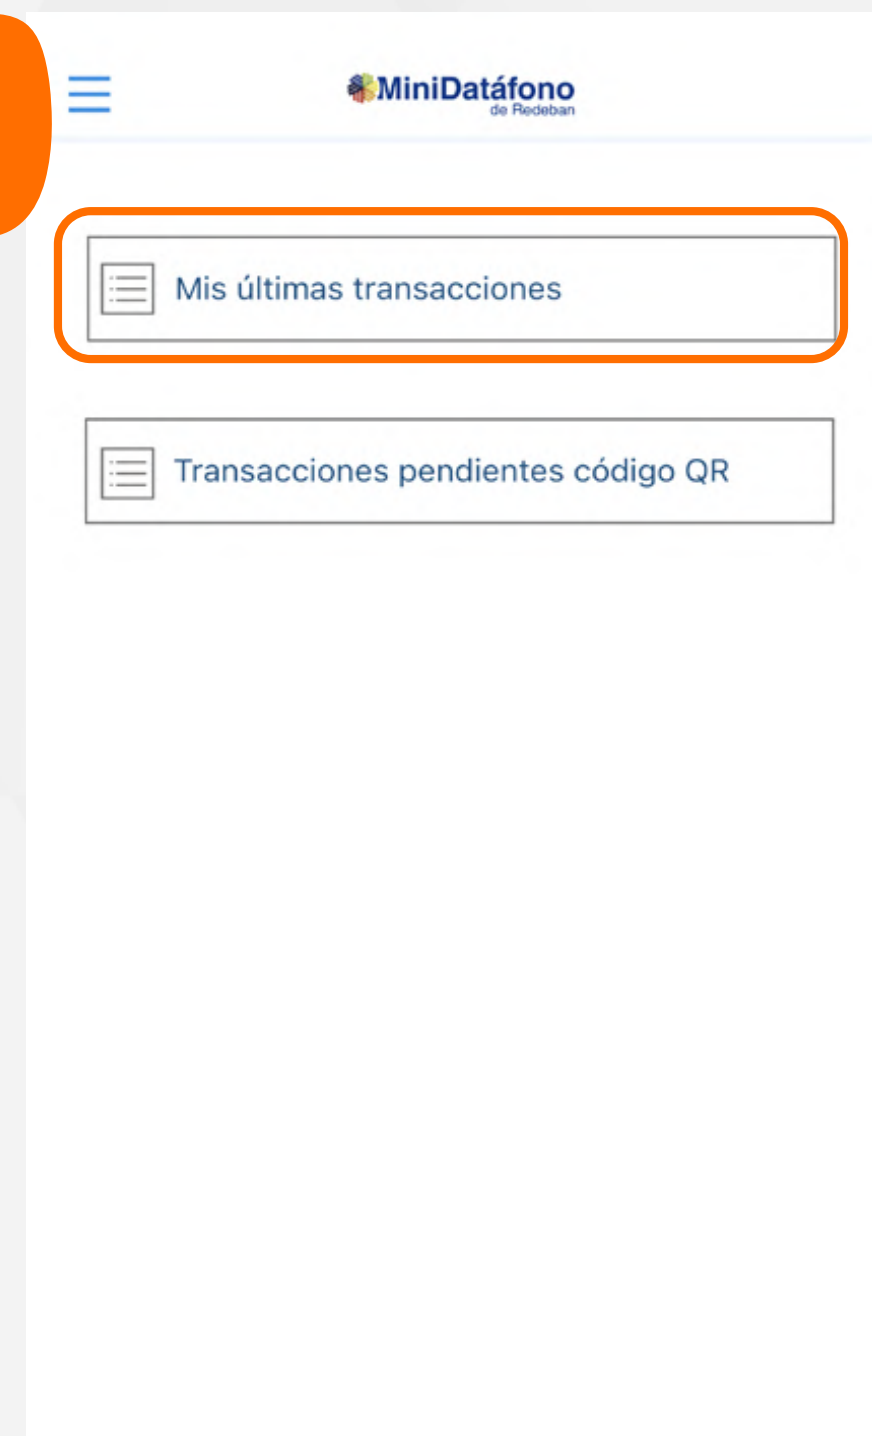 MiniDatáfono
de Redeban
Mis últimas transacciones
Transacciones pendientes código QR